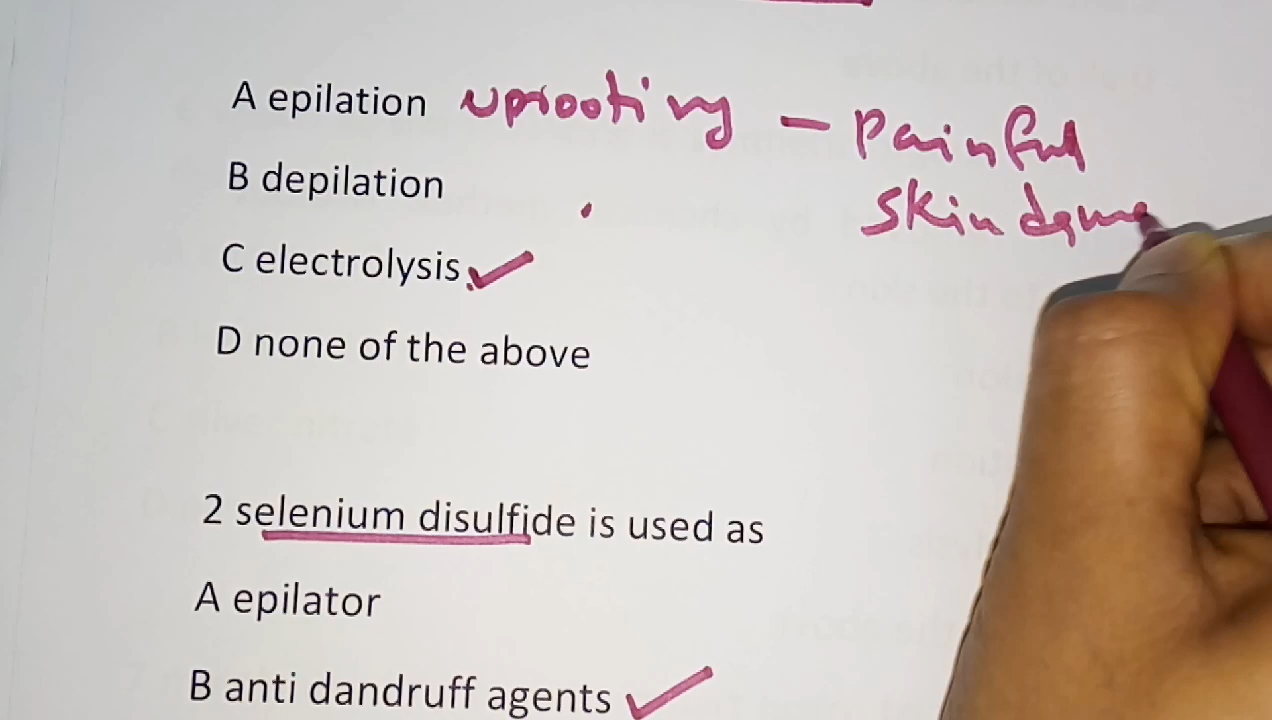 A epilation uprooting - Painful
skin dama
B depilation
C electrolysis
D none of the above
2 selenium disulfide is used as
A epilator
B anti dandruff agents